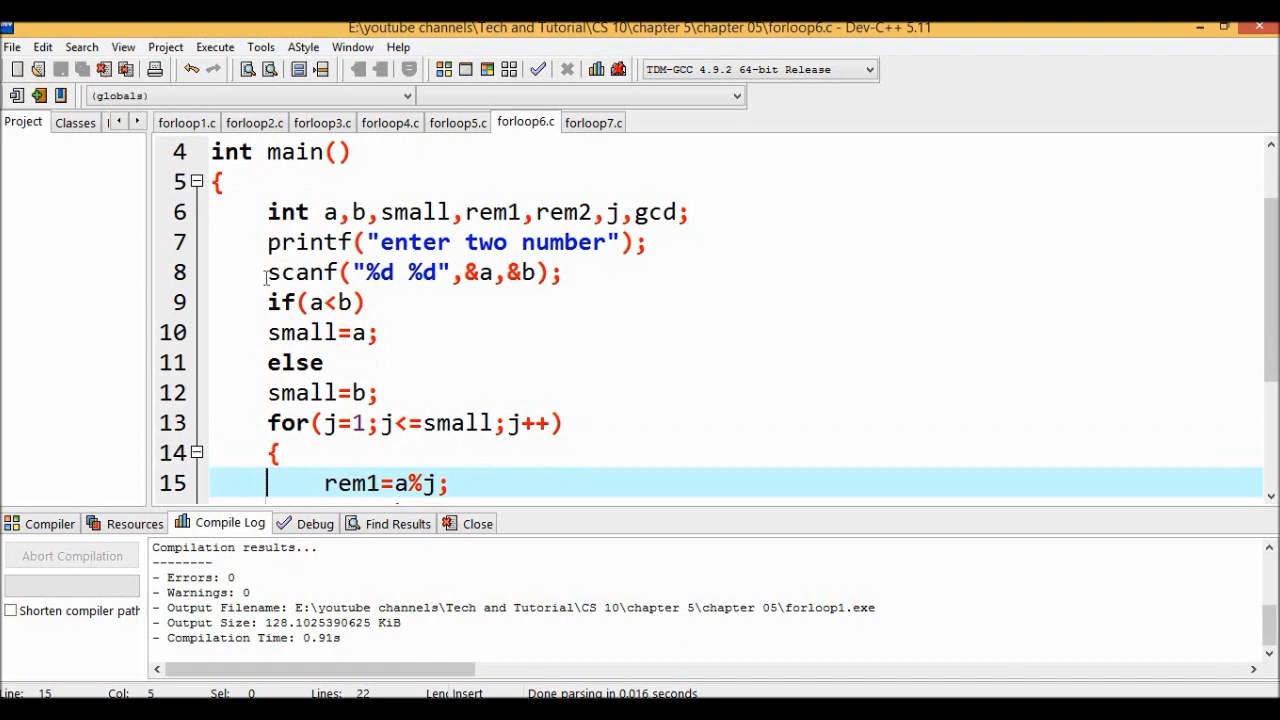 E:\youtube channels\Tech and Tutorial\CS 10\chapter 5\chapter 05\forloop6.c - Dev-C++ 5.11
File Edit Search View Project Execute Tools AStyle Window Help
TDM-GCC 4.9.2 64-bit Release
(globals)
Project Classes
forloop1.c forloop2.c forloop3.c forloop4.c forloop5.c forloop6.c forloop7.c
4 int main()
5 {
6 int a,b,small,rem1,rem2,j,gcd;
7 printf("enter two number");
8 scanf("%d %d",&a,&b);
9 if(a<b)
10 small=a;
11 else
12 small=b;
13 for(j=1;j<=small;j++)
14 {
15 rem1=a%j;
Compiler Resources Compile Log Debug Find Results Close
Abort Compilation
Shorten compiler path
Compilation results...
--------
- Errors: 0
- Warnings: 0
- Output Filename: E:\youtube channels\Tech and Tutorial\CS 10\chapter 5\chapter 05\forloop1.exe
- Output Size: 128.1025390625 KiB
- Compilation Time: 0.91s
Line: 15 Col: 5 Sel: 0 Lines: 22 Insert Done parsing in 0.016 seconds